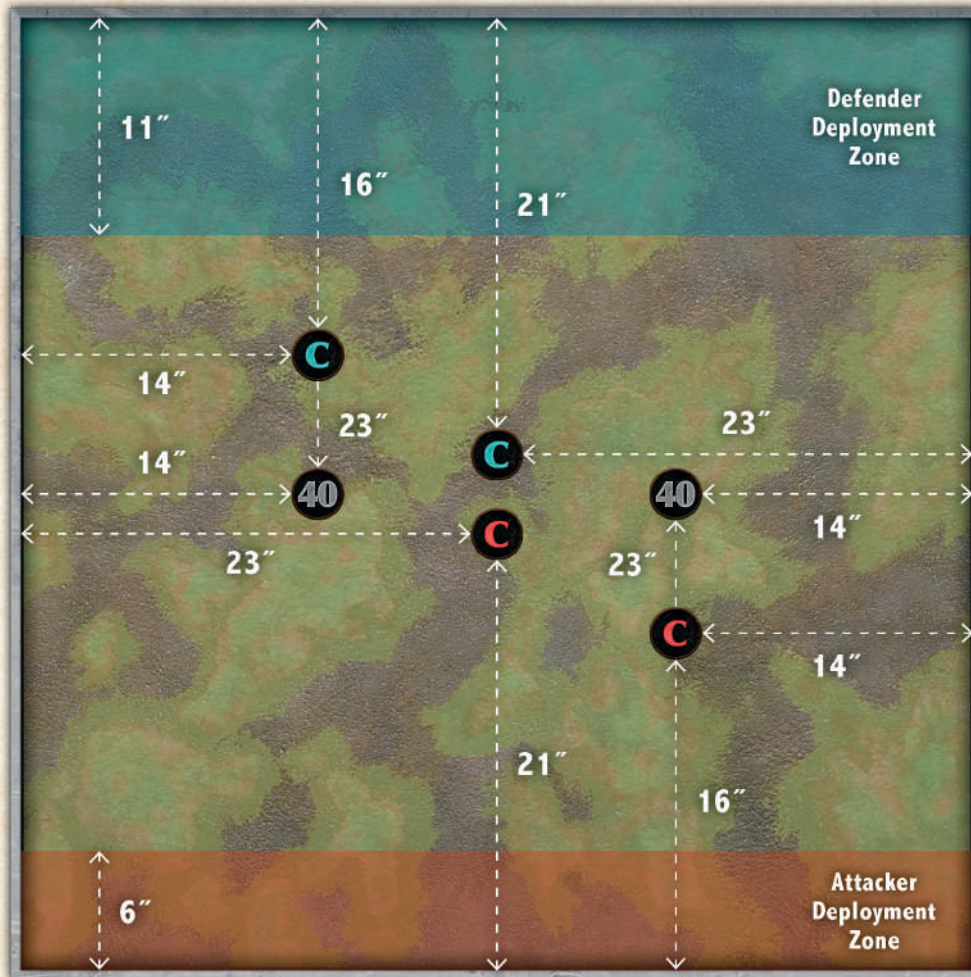 11″
16″
21″
Defender
Deployment
Zone
C
14″
23″
C
23″
14″
40
40
14″
C
23″
23″
C
14″
21″
16″
6″
Attacker
Deployment
Zone